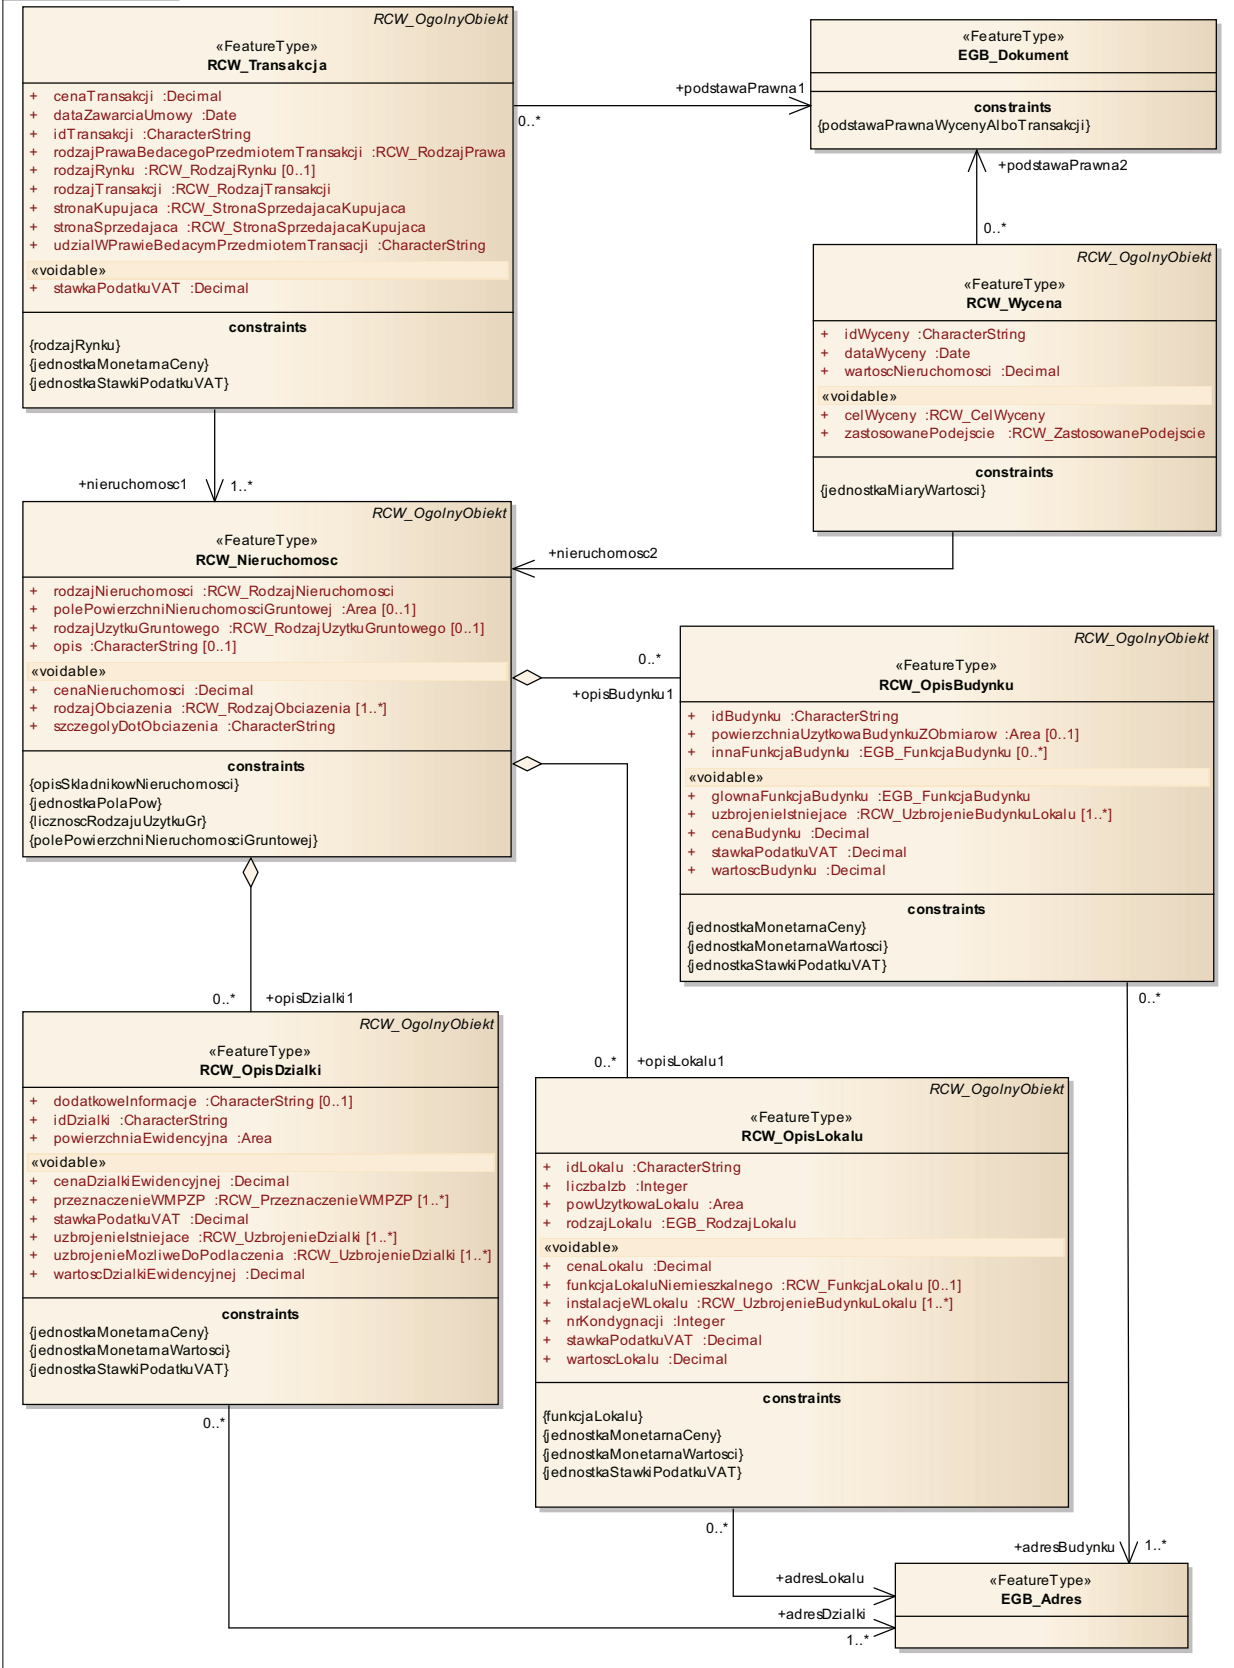 RCW_OgolnyObiekt
«FeatureType»
RCW_Transakcja
+ cenaTransakcji :Decimal
+ dataZawarciaUmowy :Date
+ idTransakcji :CharacterString
+ rodzajPrawaBedacegoPrzedmiotemTransakcji :RCW_RodzajPrawa
+ rodzajRynku :RCW_RodzajRynku [0..1]
+ rodzajTransakcji :RCW_RodzajTransakcji
+ stronaKupujaca :RCW_StronaSprzedajacaKupujaca
+ stronaSprzedajaca :RCW_StronaSprzedajacaKupujaca
+ udzialWPrawieBedacymPrzedmiotemTransacji :CharacterString
«voidable»
+ stawkaPodatkuVAT :Decimal
constraints
{rodzajRynku}
{jednostkaMonetarnaCeny}
{jednostkaStawkiPodatkuVAT}
+podstawaPrawna1
0..*
«FeatureType»
EGB_Dokument
constraints
{podstawaPrawnaWycenyAlboTransakcji}
+podstawaPrawna2
0..*
RCW_OgolnyObiekt
«FeatureType»
RCW_Wycena
+ idWyceny :CharacterString
+ dataWyceny :Date
+ wartoscNieruchomosci :Decimal
«voidable»
+ celWyceny :RCW_CelWyceny
+ zastosowanePodejscie :RCW_ZastosowanePodejscie
constraints
{jednostkaMiaryWartosci}
+nieruchomosc1
1..*
+nieruchomosc2
RCW_OgolnyObiekt
«FeatureType»
RCW_Nieruchomosc
+ rodzajNieruchomosci :RCW_RodzajNieruchomosci
+ polePowierzchniNieruchomosciGruntowej :Area [0..1]
+ rodzajUzytkuGruntowego :RCW_RodzajUzytkuGruntowego [0..1]
+ opis :CharacterString [0..1]
«voidable»
+ cenaNieruchomosci :Decimal
+ rodzajObciazenia :RCW_RodzajObciazenia [1..*]
+ szczegolyDotObciazenia :CharacterString
constraints
{opisSkladnikowNieruchomosci}
{jednostkaPolaPow}
{licznoscRodzajuUzytkuGr}
{polePowierzchniNieruchomosciGruntowej}
0..*
+opisBudynku1
RCW_OgolnyObiekt
«FeatureType»
RCW_OpisBudynku
+ idBudynku :CharacterString
+ powierzchniaUzytkowaBudynkuZObmiarow :Area [0..1]
+ innaFunkcjaBudynku :EGB_FunkcjaBudynku [0..*]
«voidable»
+ glownaFunkcjaBudynku :EGB_FunkcjaBudynku
+ uzbrojenieIstniejace :RCW_UzbrojenieBudynkuLokalu [1..*]
+ cenaBudynku :Decimal
+ stawkaPodatkuVAT :Decimal
+ wartoscBudynku :Decimal
constraints
{jednostkaMonetarnaCeny}
{jednostkaMonetarnaWartosci}
{jednostkaStawkiPodatkuVAT}
0..*
0..*
+opisDzialki1
RCW_OgolnyObiekt
«FeatureType»
RCW_OpisDzialki
+ dodatkoweInformacje :CharacterString [0..1]
+ idDzialki :CharacterString
+ powierzchniaEwidencyjna :Area
«voidable»
+ cenaDzialkiEwidencyjnej :Decimal
+ przeznaczenieWMPZP :RCW_PrzeznaczenieWMPZP [1..*]
+ stawkaPodatkuVAT :Decimal
+ uzbrojenieIstniejace :RCW_UzbrojenieDzialki [1..*]
+ uzbrojenieMozliweDoPodlaczenia :RCW_UzbrojenieDzialki [1..*]
+ wartoscDzialkiEwidencyjnej :Decimal
constraints
{jednostkaMonetarnaCeny}
{jednostkaMonetarnaWartosci}
{jednostkaStawkiPodatkuVAT}
0..*
0..*
+opisLokalu1
RCW_OgolnyObiekt
«FeatureType»
RCW_OpisLokalu
+ idLokalu :CharacterString
+ liczbaIzb :Integer
+ powUzytkowaLokalu :Area
+ rodzajLokalu :EGB_RodzajLokalu
«voidable»
+ cenaLokalu :Decimal
+ funkcjaLokaluNiemieszkalnego :RCW_FunkcjaLokalu [0..1]
+ instalacjeWLokalu :RCW_UzbrojenieBudynkuLokalu [1..*]
+ nrKondygnacji :Integer
+ stawkaPodatkuVAT :Decimal
+ wartoscLokalu :Decimal
constraints
{funkcjaLokalu}
{jednostkaMonetarnaCeny}
{jednostkaMonetarnaWartosci}
{jednostkaStawkiPodatkuVAT}
0..*
+adresBudynku
1..*
+adresLokalu
+adresDzialki
1..*
«FeatureType»
EGB_Adres